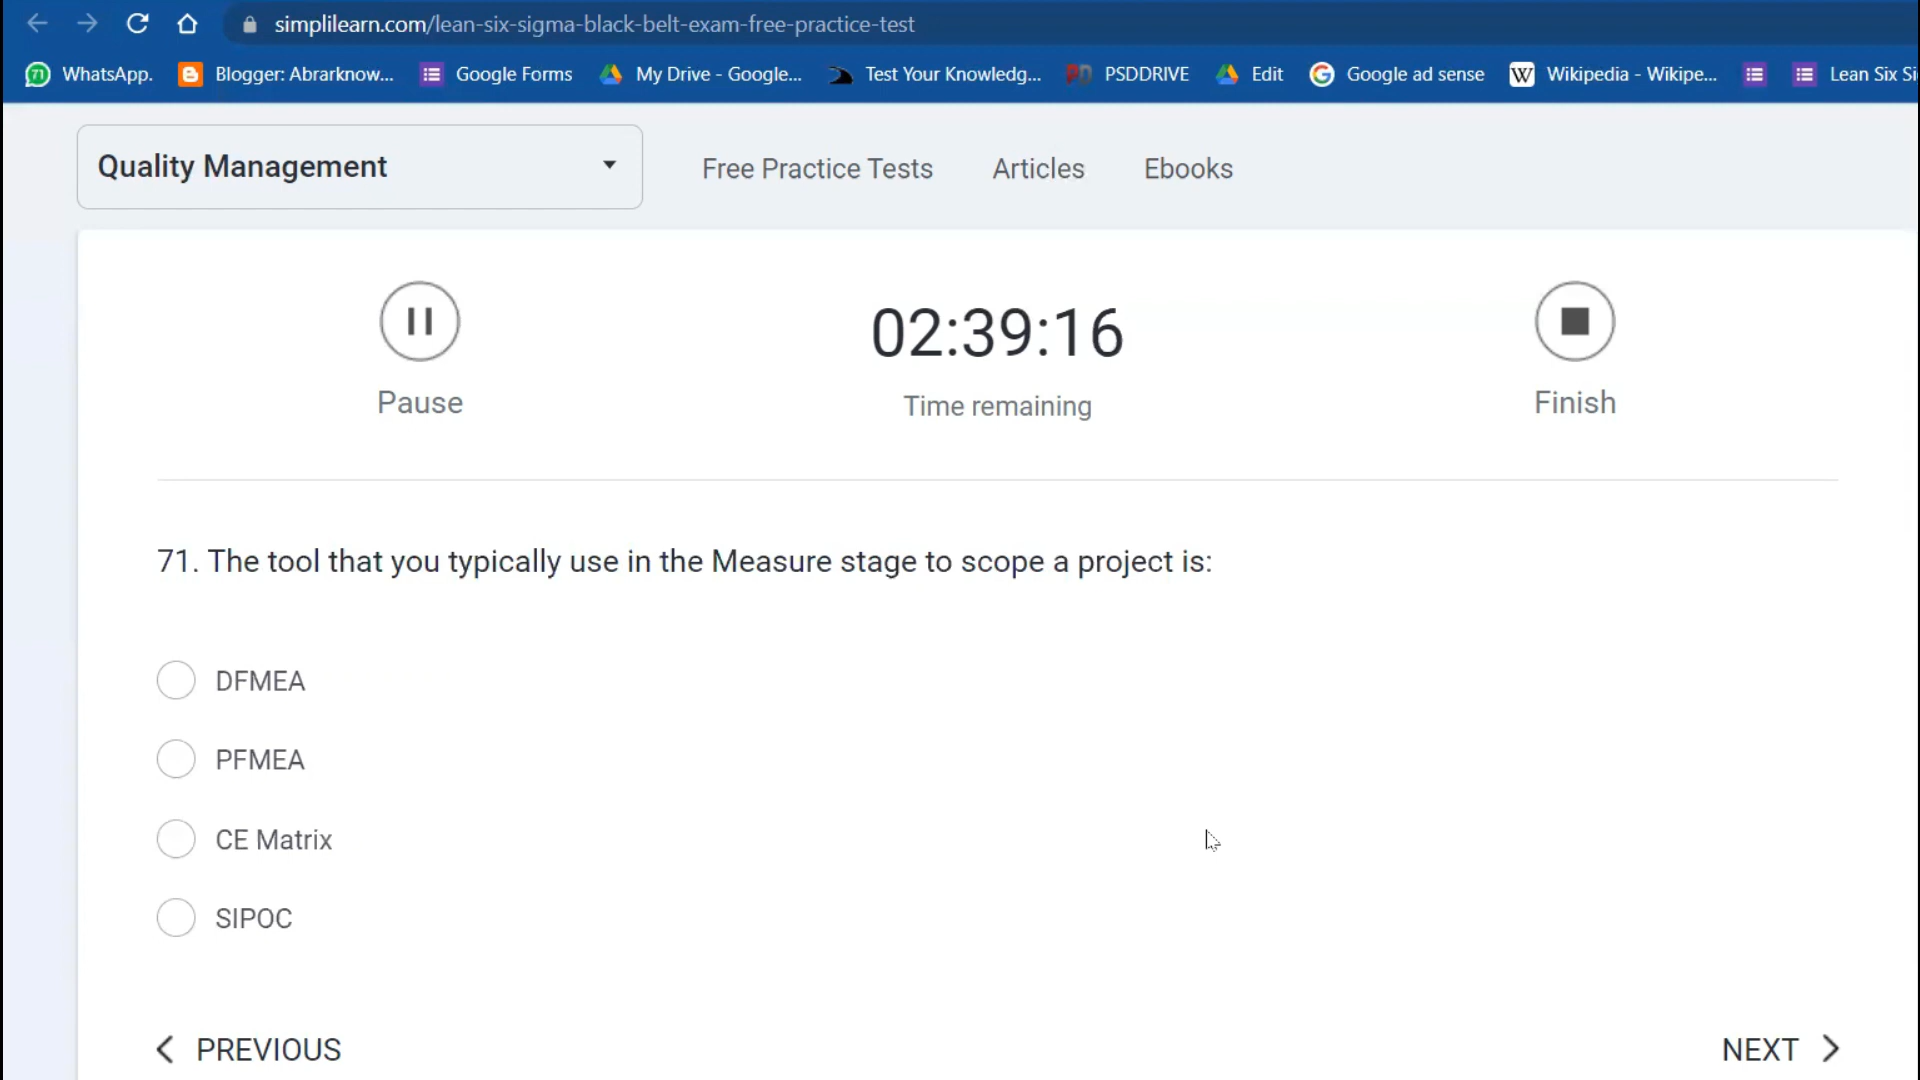 simplilearn.com/lean-six-sigma-black-belt-exam-free-practice-test
71 WhatsApp. Blogger: Abrarknow... Google Forms My Drive - Google... Test Your Knowledg... PD PSDDRIVE Edit G Google ad sense W Wikipedia - Wikipe... Lean Six Si
Quality Management Free Practice Tests Articles Ebooks
02:39:16
Pause Time remaining Finish
71. The tool that you typically use in the Measure stage to scope a project is:
DFMEA
PFMEA
CE Matrix
SIPOC
PREVIOUS NEXT